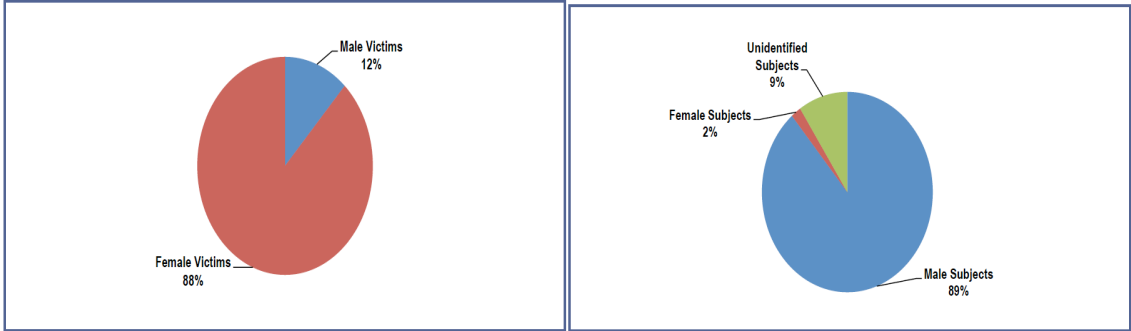 Male Victims
12%
Female Victims
88%
Unidentified
Subjects
9%
Female Subjects
2%
Male Subjects
89%